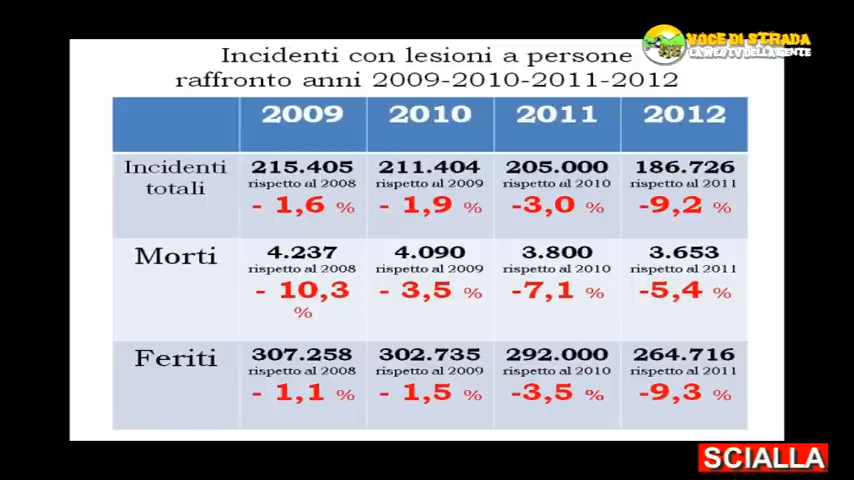 VOCE DI STRADA
LA WEB TV DELLA GENTE
Incidenti con lesioni a persone
raffronto anni 2009-2010-2011-2012
2009 2010 2011 2012
Incidenti totali
215.405 211.404 205.000 186.726
rispetto al 2008 rispetto al 2009 rispetto al 2010 rispetto al 2011
- 1,6 % - 1,9 % -3,0 % -9,2 %
Morti
4.237 4.090 3.800 3.653
rispetto al 2008 rispetto al 2009 rispetto al 2010 rispetto al 2011
- 10,3 % - 3,5 % -7,1 % -5,4 %
Feriti
307.258 302.735 292.000 264.716
rispetto al 2008 rispetto al 2009 rispetto al 2010 rispetto al 2011
- 1,1 % - 1,5 % -3,5 % -9,3 %
SCIALLA